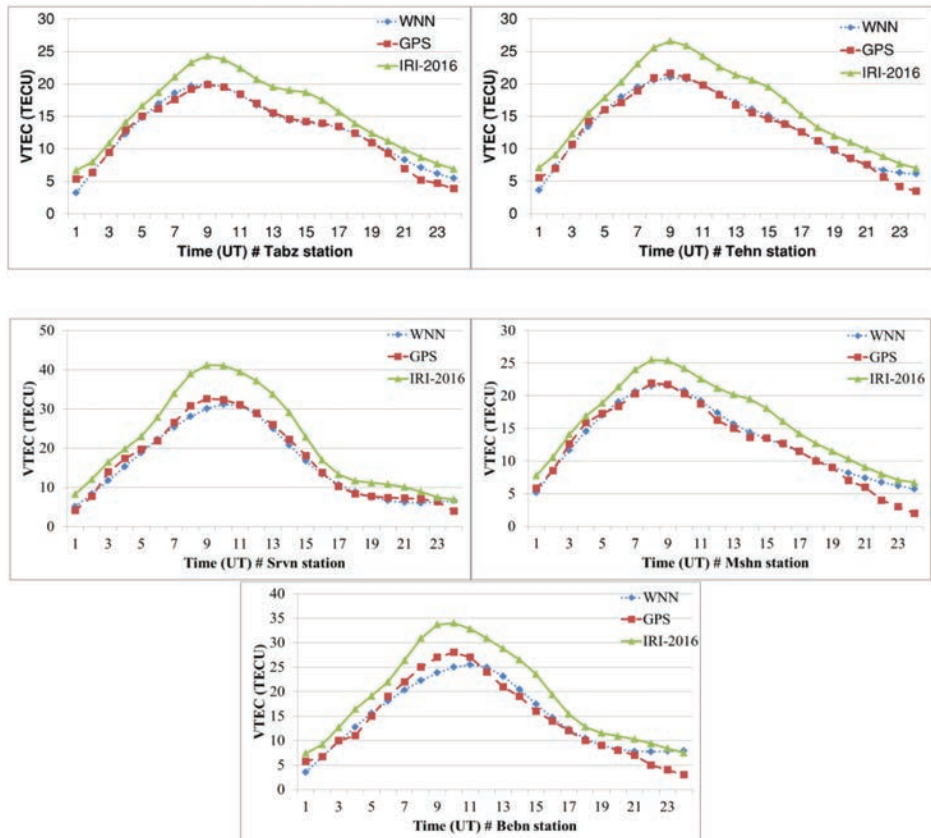 WNN
GPS
IRI-2016
VTEC (TECU)
30
25
20
15
10
5
0
1 3 5 7 9 11 13 15 17 19 21 23
Time (UT) # Tabz station
WNN
GPS
IRI-2016
VTEC (TECU)
30
25
20
15
10
5
0
1 3 5 7 9 11 13 15 17 19 21 23
Time (UT) # Tehn station
WNN
GPS
IRI-2016
VTEC (TECU)
50
40
30
20
10
0
1 3 5 7 9 11 13 15 17 19 21 23
Time (UT) # Srvn station
WNN
GPS
IRI-2016
VTEC (TECU)
30
25
20
15
10
5
0
1 3 5 7 9 11 13 15 17 19 21 23
Time (UT) # Mshn station
WNN
GPS
IRI-2016
VTEC (TECU)
40
35
30
25
20
15
10
5
0
1 3 5 7 9 11 13 15 17 19 21 23
Time (UT) # Bebn station